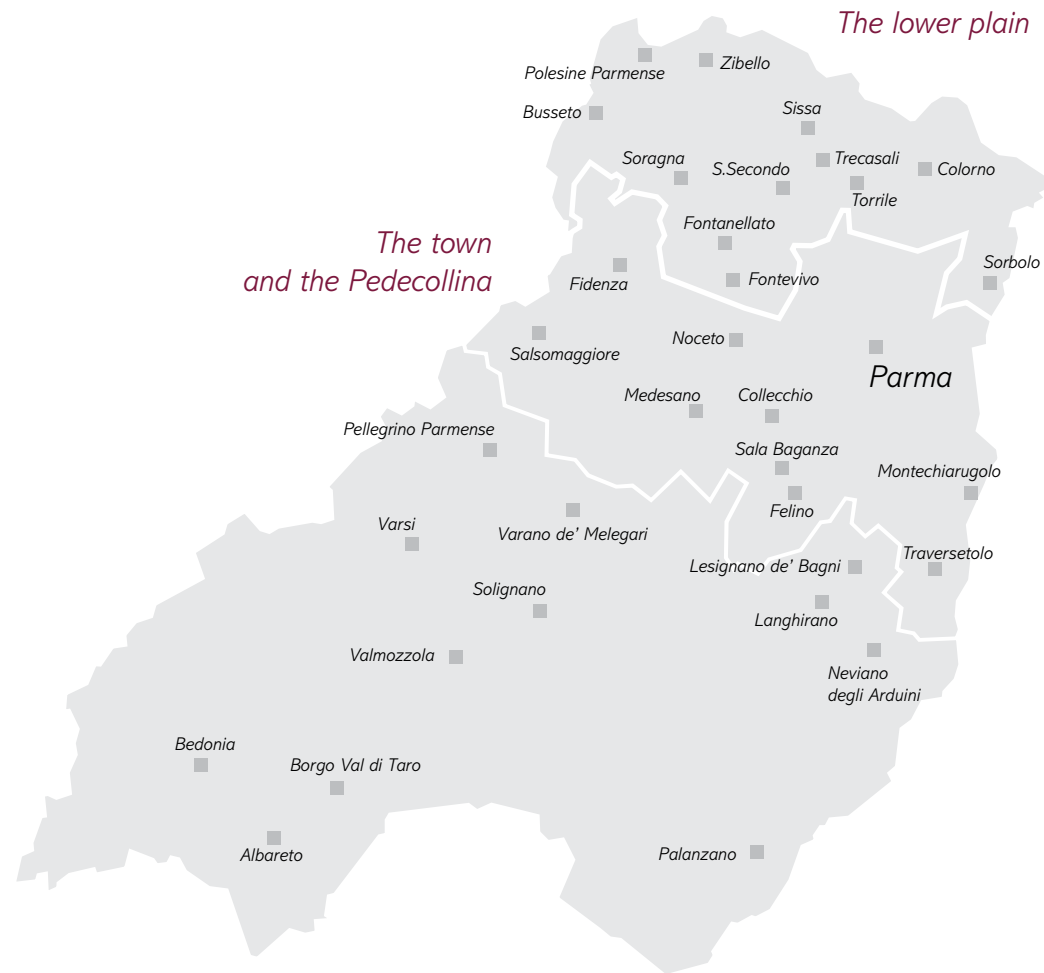 The lower plain
Polesine Parmense
Zibello
Busseto
Sissa
Soragna
S.Secondo
Trecasali
Colorno
Torrile
Fontanellato
The town
and the Pedecollina
Fidenza
Fontevivo
Sorbolo
Salsomaggiore
Noceto
Parma
Medesano
Collecchio
Pellegrino Parmense
Sala Baganza
Montechiarugolo
Felino
Varsi
Varano de' Melegari
Traversetolo
Lesignano de' Bagni
Solignano
Langhirano
Valmozzola
Neviano
degli Arduini
Bedonia
Borgo Val di Taro
Albareto
Palanzano